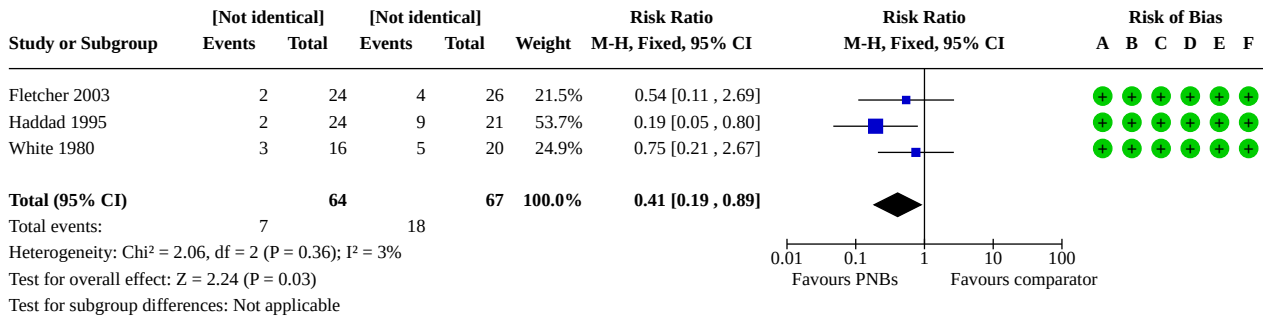 [Not identical] [Not identical] Risk Ratio Risk Ratio Risk of Bias
Study or Subgroup Events Total Events Total Weight M-H, Fixed, 95% CI M-H, Fixed, 95% CI A B C D E F
Fletcher 2003 2 24 4 26 21.5% 0.54 [0.11 , 2.69] + + + + + +
Haddad 1995 2 24 9 21 53.7% 0.19 [0.05 , 0.80] + + + + + +
White 1980 3 16 5 20 24.9% 0.75 [0.21 , 2.67] + + + + + +
Total (95% CI) 64 67 100.0% 0.41 [0.19 , 0.89]
Total events: 7 18
Heterogeneity: Chi² = 2.06, df = 2 (P = 0.36); I² = 3%
0.01 0.1 1 10 100
Test for overall effect: Z = 2.24 (P = 0.03) Favours PNBs Favours comparator
Test for subgroup differences: Not applicable